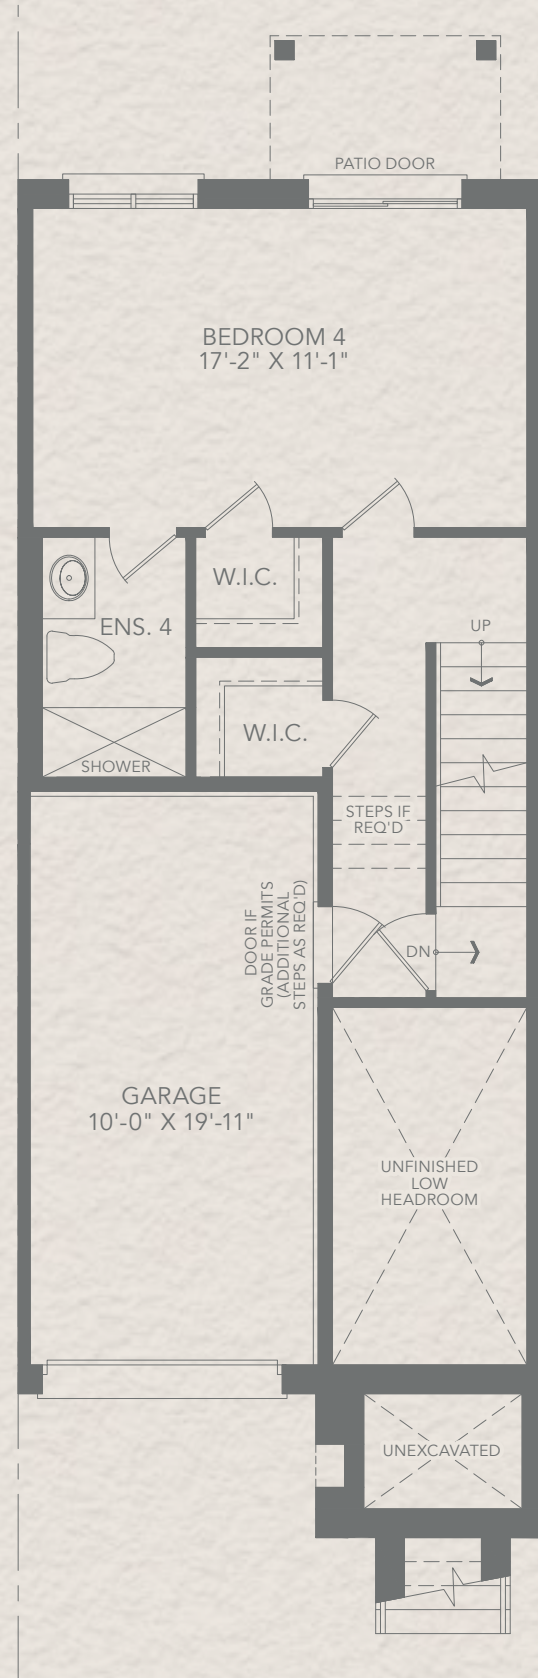 PATIO DOOR
BEDROOM 4
17'-2" X 11'-1"
W.I.C.
ENS. 4
UP
W.I.C.
SHOWER
STEPS IF
REQ'D
DOOR IF
GRADE PERMITS
(ADDITIONAL
STEPS AS REQ'D)
DN
GARAGE
10'-0" X 19'-11"
UNFINISHED
LOW
HEADROOM
UNEXCAVATED